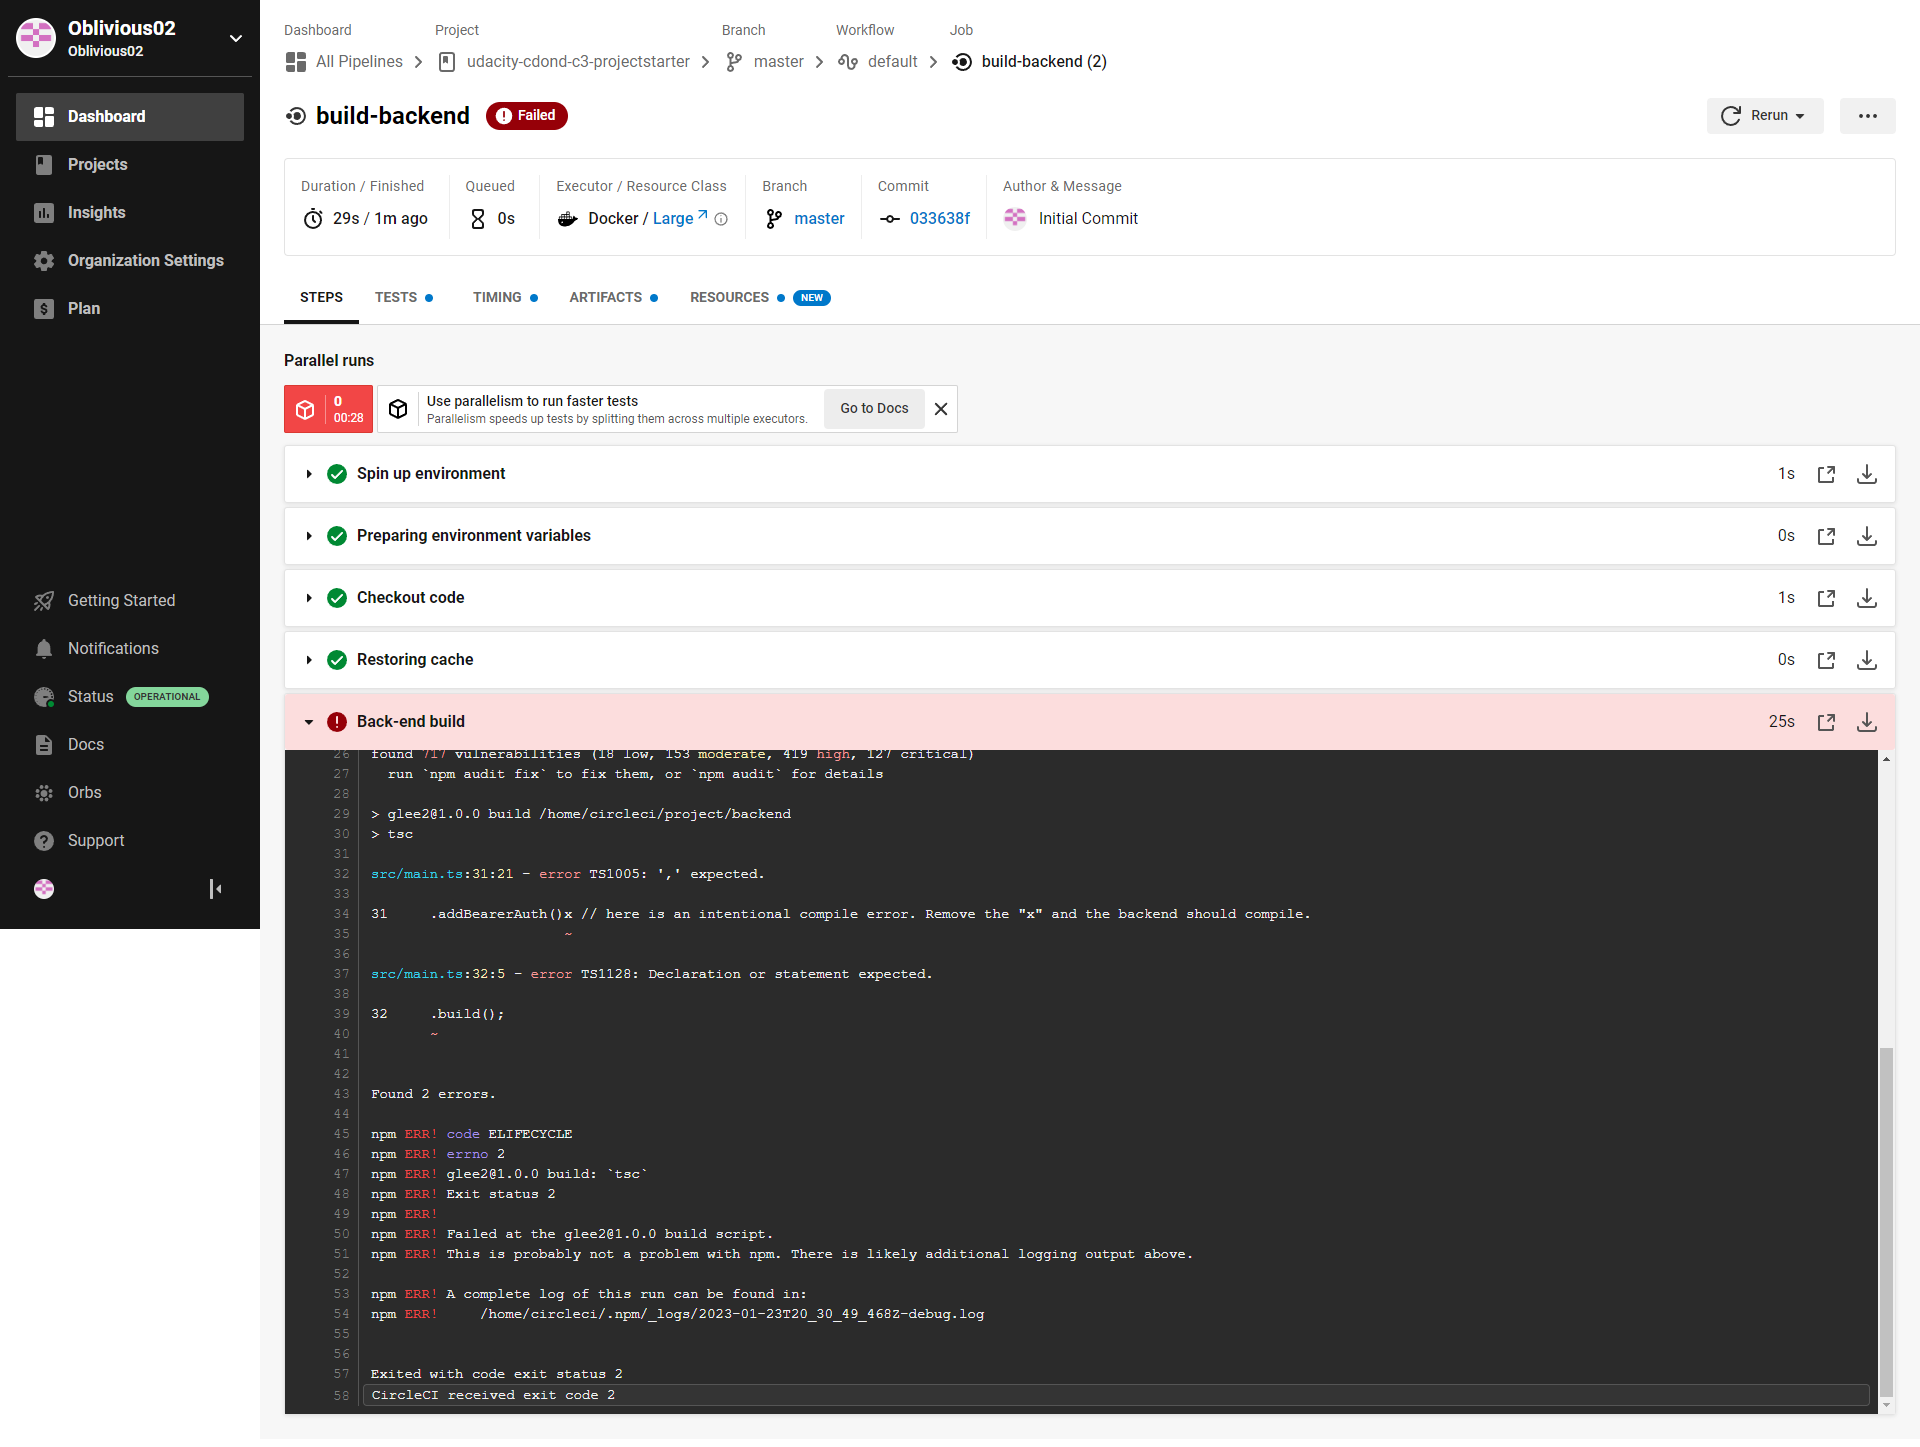 Oblivious02
Oblivious02
Dashboard
Projects
Insights
Organization Settings
Plan
Getting Started
Notifications
Status OPERATIONAL
Docs
Orbs
Support
Dashboard Project Branch Workflow Job
All Pipelines udacity-cdond-c3-projectstarter master default build-backend (2)
build-backend Failed
Rerun
Duration / Finished Queued Executor / Resource Class Branch Commit Author & Message
29s / 1m ago 0s Docker / Large master 033638f Initial Commit
STEPS TESTS TIMING ARTIFACTS RESOURCES NEW
Parallel runs
0
00:28
Use parallelism to run faster tests
Parallelism speeds up tests by splitting them across multiple executors.
Go to Docs
Spin up environment 1s
Preparing environment variables 0s
Checkout code 1s
Restoring cache 0s
Back-end build 25s
26 found 717 vulnerabilities (18 low, 153 moderate, 419 high, 127 critical)
27 run `npm audit fix` to fix them, or `npm audit` for details
28
29 > glee2@1.0.0 build /home/circleci/project/backend
30 > tsc
31
32 src/main.ts:31:21 - error TS1005: ',' expected.
33
34 31 .addBearerAuth()x // here is an intentional compile error. Remove the "x" and the backend should compile.
35 ~
36
37 src/main.ts:32:5 - error TS1128: Declaration or statement expected.
38
39 32 .build();
40 ~
41
42
43 Found 2 errors.
44
45 npm ERR! code ELIFECYCLE
46 npm ERR! errno 2
47 npm ERR! glee2@1.0.0 build: `tsc`
48 npm ERR! Exit status 2
49 npm ERR!
50 npm ERR! Failed at the glee2@1.0.0 build script.
51 npm ERR! This is probably not a problem with npm. There is likely additional logging output above.
52
53 npm ERR! A complete log of this run can be found in:
54 npm ERR! /home/circleci/.npm/_logs/2023-01-23T20_30_49_468Z-debug.log
55
56
57 Exited with code exit status 2
58 CircleCI received exit code 2